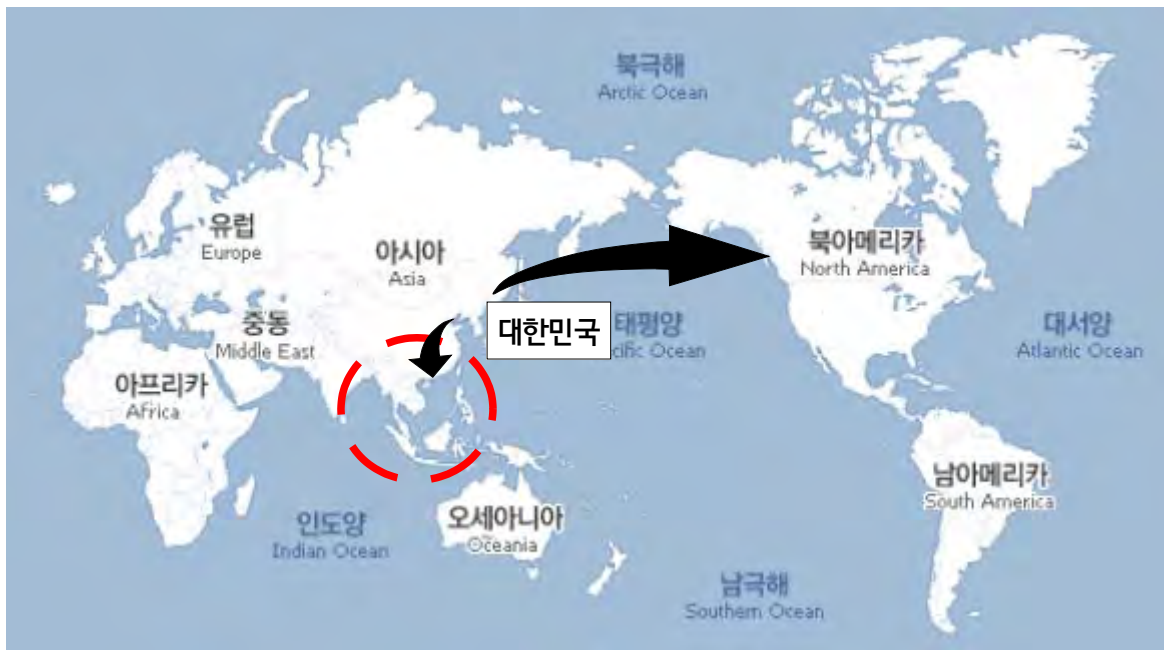 북극해
Arctic Ocean
유럽
Europe
아시아
Asia
북아메리카
North America
중동
Middle East
대한민국
태평양
cific Ocean
대서양
Atlantic Ocean
아프리카
Africa
남아메리카
South America
오세아니아
Oceania
인도양
Indian Ocean
남극해
Southern Ocean